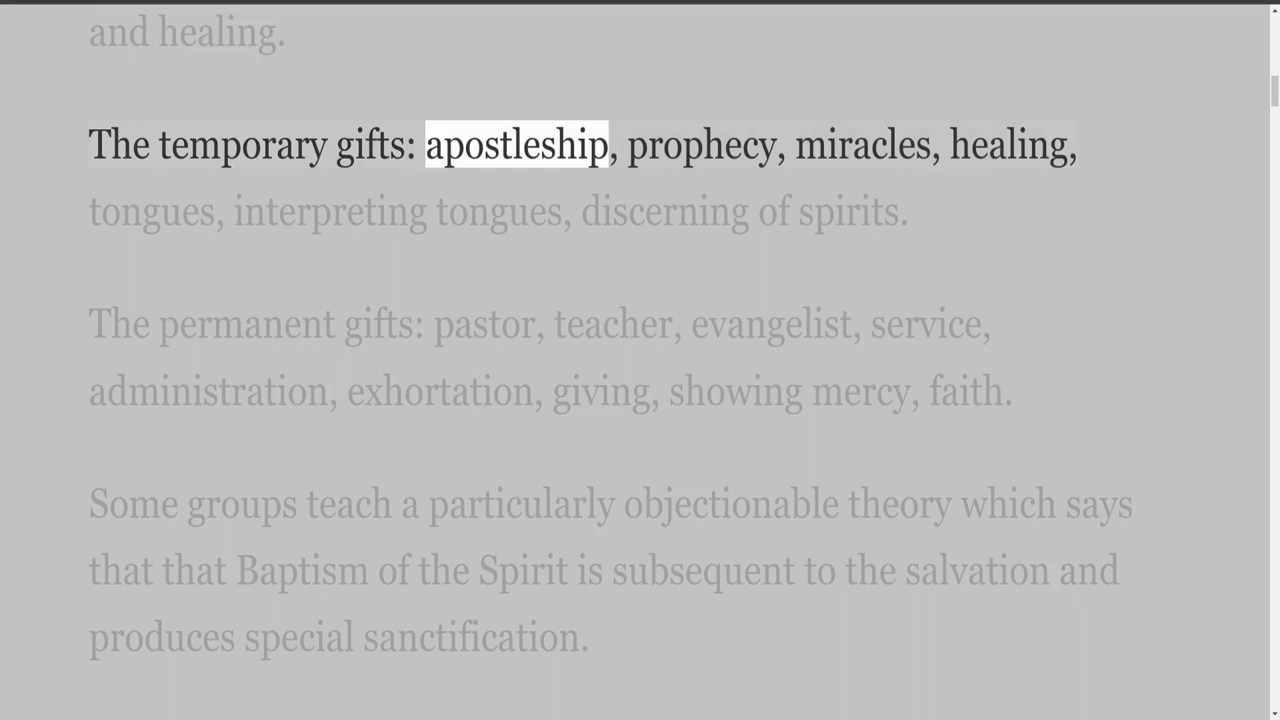 and healing.
The temporary gifts: apostleship, prophecy, miracles, healing,
tongues, interpreting tongues, discerning of spirits.
The permanent gifts: pastor, teacher, evangelist, service,
administration, exhortation, giving, showing mercy, faith.
Some groups teach a particularly objectionable theory which says
that that Baptism of the Spirit is subsequent to the salvation and
produces special sanctification.